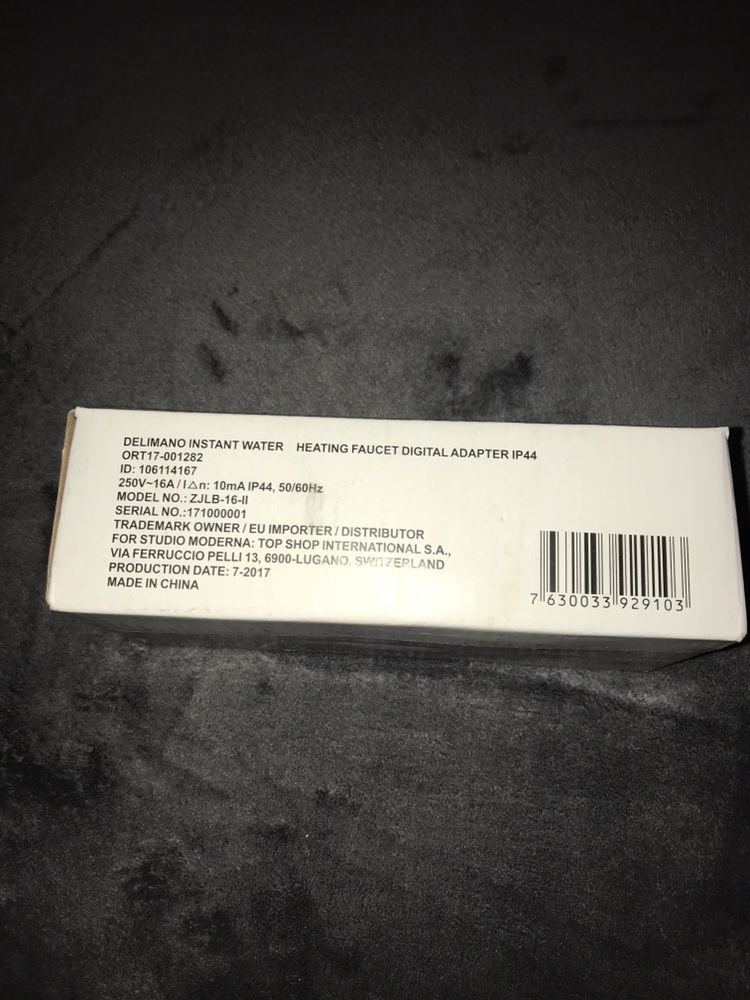 DELIMANO INSTANT WATER HEATING FAUCET DIGITAL ADAPTER IP44
ORT17-001282
ID: 106114167
250V~16A / I△n: 10mA IP44, 50/60Hz
MODEL NO.: ZJLB-16-II
SERIAL NO.:171000001
TRADEMARK OWNER / EU IMPORTER / DISTRIBUTOR
FOR STUDIO MODERNA: TOP SHOP INTERNATIONAL S.A.,
VIA FERRUCCIO PELLI 13, 6900-LUGANO, SWITZERLAND
PRODUCTION DATE: 7-2017
MADE IN CHINA
7 630033 929103